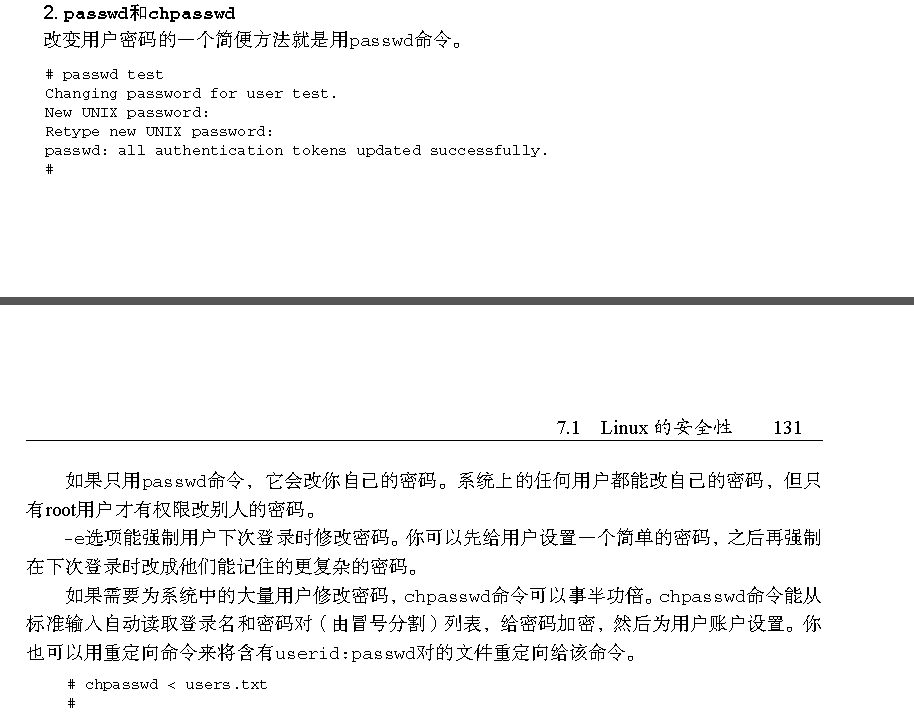 2. passwd和chpasswd
改变用户密码的一个简便方法就是用passwd命令。
# passwd test
Changing password for user test.
New UNIX password:
Retype new UNIX password:
passwd: all authentication tokens updated successfully.
#
7.1 Linux 的安全性 131
如果只用passwd命令，它会改你自己的密码。系统上的任何用户都能改自己的密码，但只
有root用户才有权限改别人的密码。
-e选项能强制用户下次登录时修改密码。你可以先给用户设置一个简单的密码，之后再强制
在下次登录时改成他们能记住的更复杂的密码。
如果需要为系统中的大量用户修改密码，chpasswd命令可以事半功倍。chpasswd命令能从
标准输入自动读取登录名和密码对（由冒号分割）列表，给密码加密，然后为用户账户设置。你
也可以用重定向命令来将含有userid:passwd对的文件重定向给该命令。
# chpasswd < users.txt
#